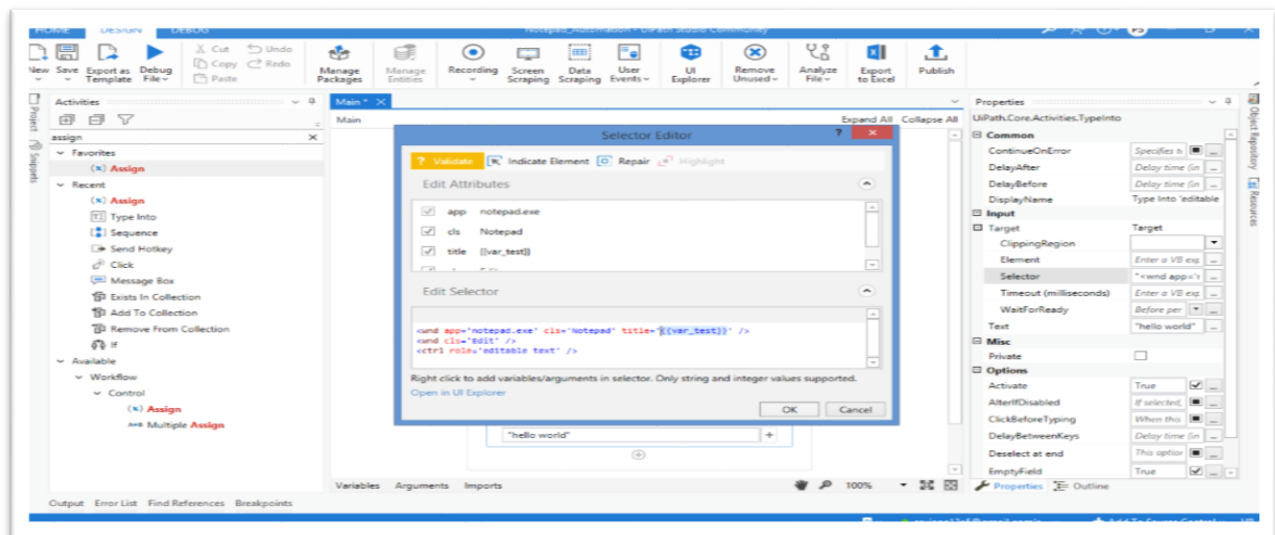 HOME DESIGN DEBUG Notepad_Automation - UiPath Studio Community
Cut Undo
Copy Redo
Paste
New Save Export as Template Debug File Manage Packages Manage Entities Recording Screen Scraping Data Scraping User Events UI Explorer Remove Unused Analyze File Export to Excel Publish
Project
Snippets
Activities
assign
Favorites
(x) Assign
Recent
(x) Assign
Type Into
Sequence
Send Hotkey
Click
Message Box
Exists In Collection
Add To Collection
Remove From Collection
If
Available
Workflow
Control
(x) Assign
A+B Multiple Assign
Main *
Main Expand All Collapse All
Selector Editor ?
? Validate Indicate Element Repair Highlight
Edit Attributes
app notepad.exe
cls Notepad
title {{var_test}}
Edit Selector
<wnd app='notepad.exe' cls='Notepad' title='{{var_test}}' />
<wnd cls='Edit' />
<ctrl role='editable text' />
Right click to add variables/arguments in selector. Only string and integer values supported.
Open in UI Explorer
OK Cancel
"hello world" +
Variables Arguments Imports 100%
Properties
UiPath.Core.Activities.TypeInto
Common
ContinueOnError Specifies h ...
DelayAfter Delay time (in ...
DelayBefore Delay time (in ...
DisplayName Type Into 'editable
Input
Target Target
ClippingRegion
Element Enter a VB exp ...
Selector "<wnd app='r ...
Timeout (milliseconds) Enter a VB exp ...
WaitForReady Before per ...
Text "hello world" ...
Misc
Private
Options
Activate True ...
AlterIfDisabled If selected, ...
ClickBeforeTyping When this ...
DelayBetweenKeys Delay time (in ...
Deselect at end This option ...
EmptyField True ...
Properties Outline
Object Repository
Resources
Output Error List Find References Breakpoints
Add To Source Control